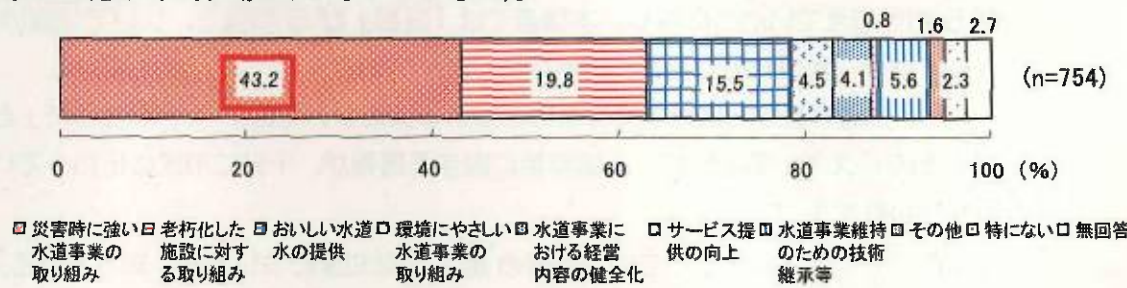 0.8 1.6 2.7
43.2 19.8 15.5 4.5 4.1 5.6 2.3 (n=754)
0 20 40 60 80 100 (%)
災害時に強い 老朽化した おいしい水道 環境にやさしい 水道事業に サービス提 水道事業維持 その他 特にない 無回答
水道事業の 施設に対す 水の提供 水道事業の おける経営 供の向上 のための技術
取り組み る取り組み 取り組み 内容の健全化 継承等